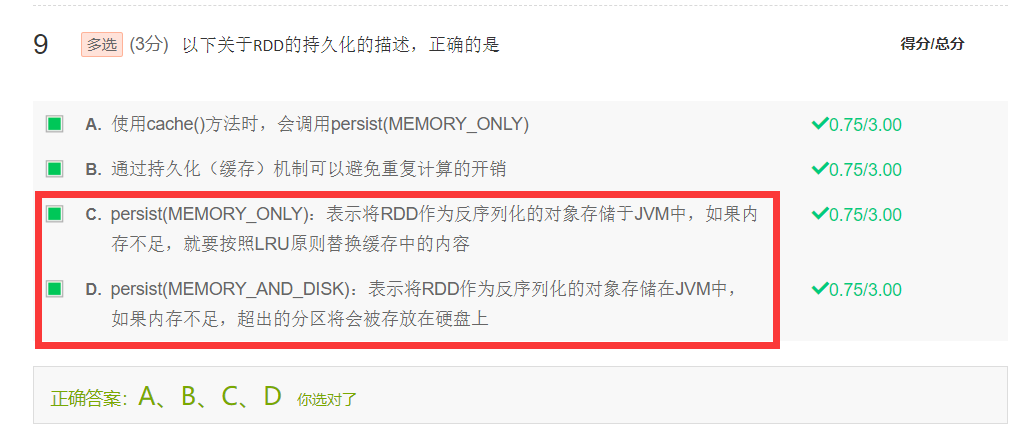 9 多选 (3分) 以下关于RDD的持久化的描述，正确的是 得分/总分
A. 使用cache()方法时，会调用persist(MEMORY_ONLY) 0.75/3.00
B. 通过持久化（缓存）机制可以避免重复计算的开销 0.75/3.00
C. persist(MEMORY_ONLY)：表示将RDD作为反序列化的对象存储于JVM中，如果内 0.75/3.00
存不足，就要按照LRU原则替换缓存中的内容
D. persist(MEMORY_AND_DISK)：表示将RDD作为反序列化的对象存储在JVM中， 0.75/3.00
如果内存不足，超出的分区将会被存放在硬盘上
正确答案：A、B、C、D 你选对了